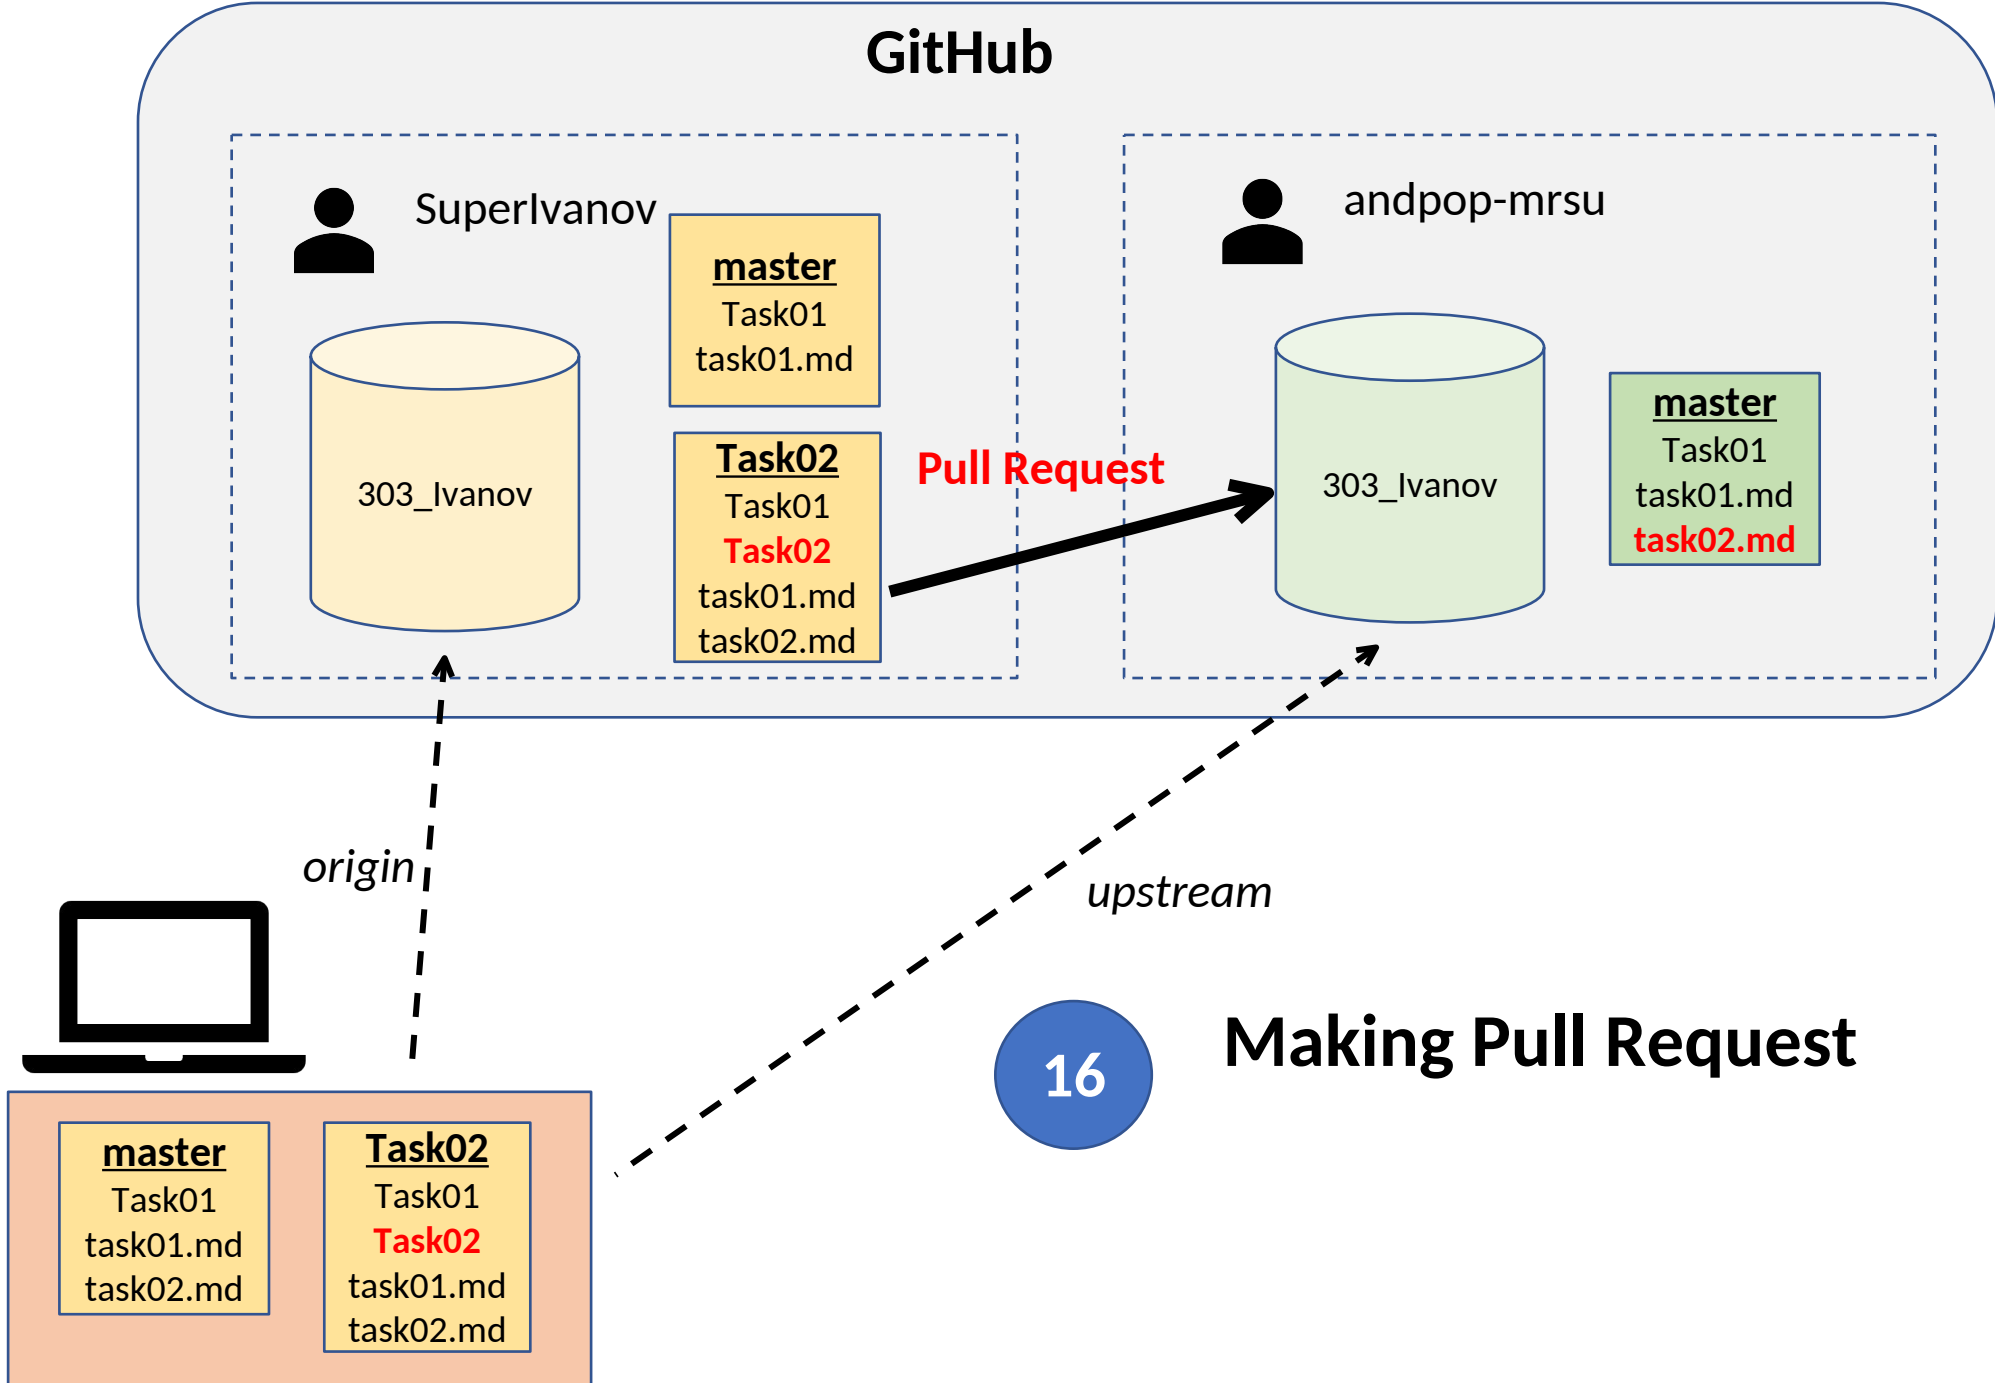 GitHub
SuperIvanov
master
Task01
task01.md
303_Ivanov
Task02
Task01
Task02
task01.md
task02.md
Pull Request
andpop-mrsu
303_Ivanov
master
Task01
task01.md
task02.md
origin
upstream
16
Making Pull Request
master
Task01
task01.md
task02.md
Task02
Task01
Task02
task01.md
task02.md